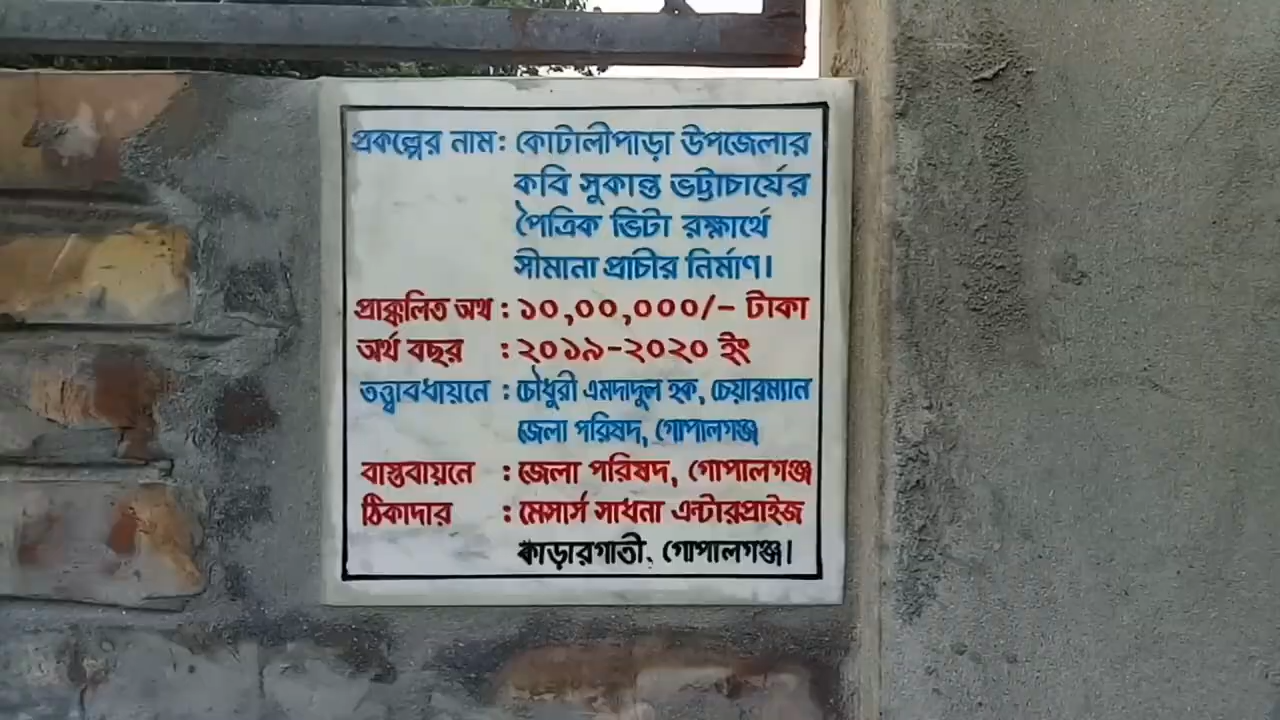 প্রকল্পের নাম : কোটালীপাড়া উপজেলার
কবি সুকান্ত ভট্টাচার্যের
পৈত্রিক ভিটা রক্ষার্থে
সীমানা প্রাচীর নির্মাণ।
প্রাক্কলিত অথ : ১০,০০,০০০/- টাকা
অর্থ বছর : ২০১৯-২০২০ ইং
তত্ত্বাবধায়নে : চৌধুরী এমদাদুল হক, চেয়ারম্যান
জেলা পরিষদ, গোপালগঞ্জ
বাস্তবায়নে : জেলা পরিষদ, গোপালগঞ্জ
ঠিকাদার : মেসার্স সাধনা এন্টারপ্রাইজ
কাড়ারগাতী, গোপালগঞ্জ।